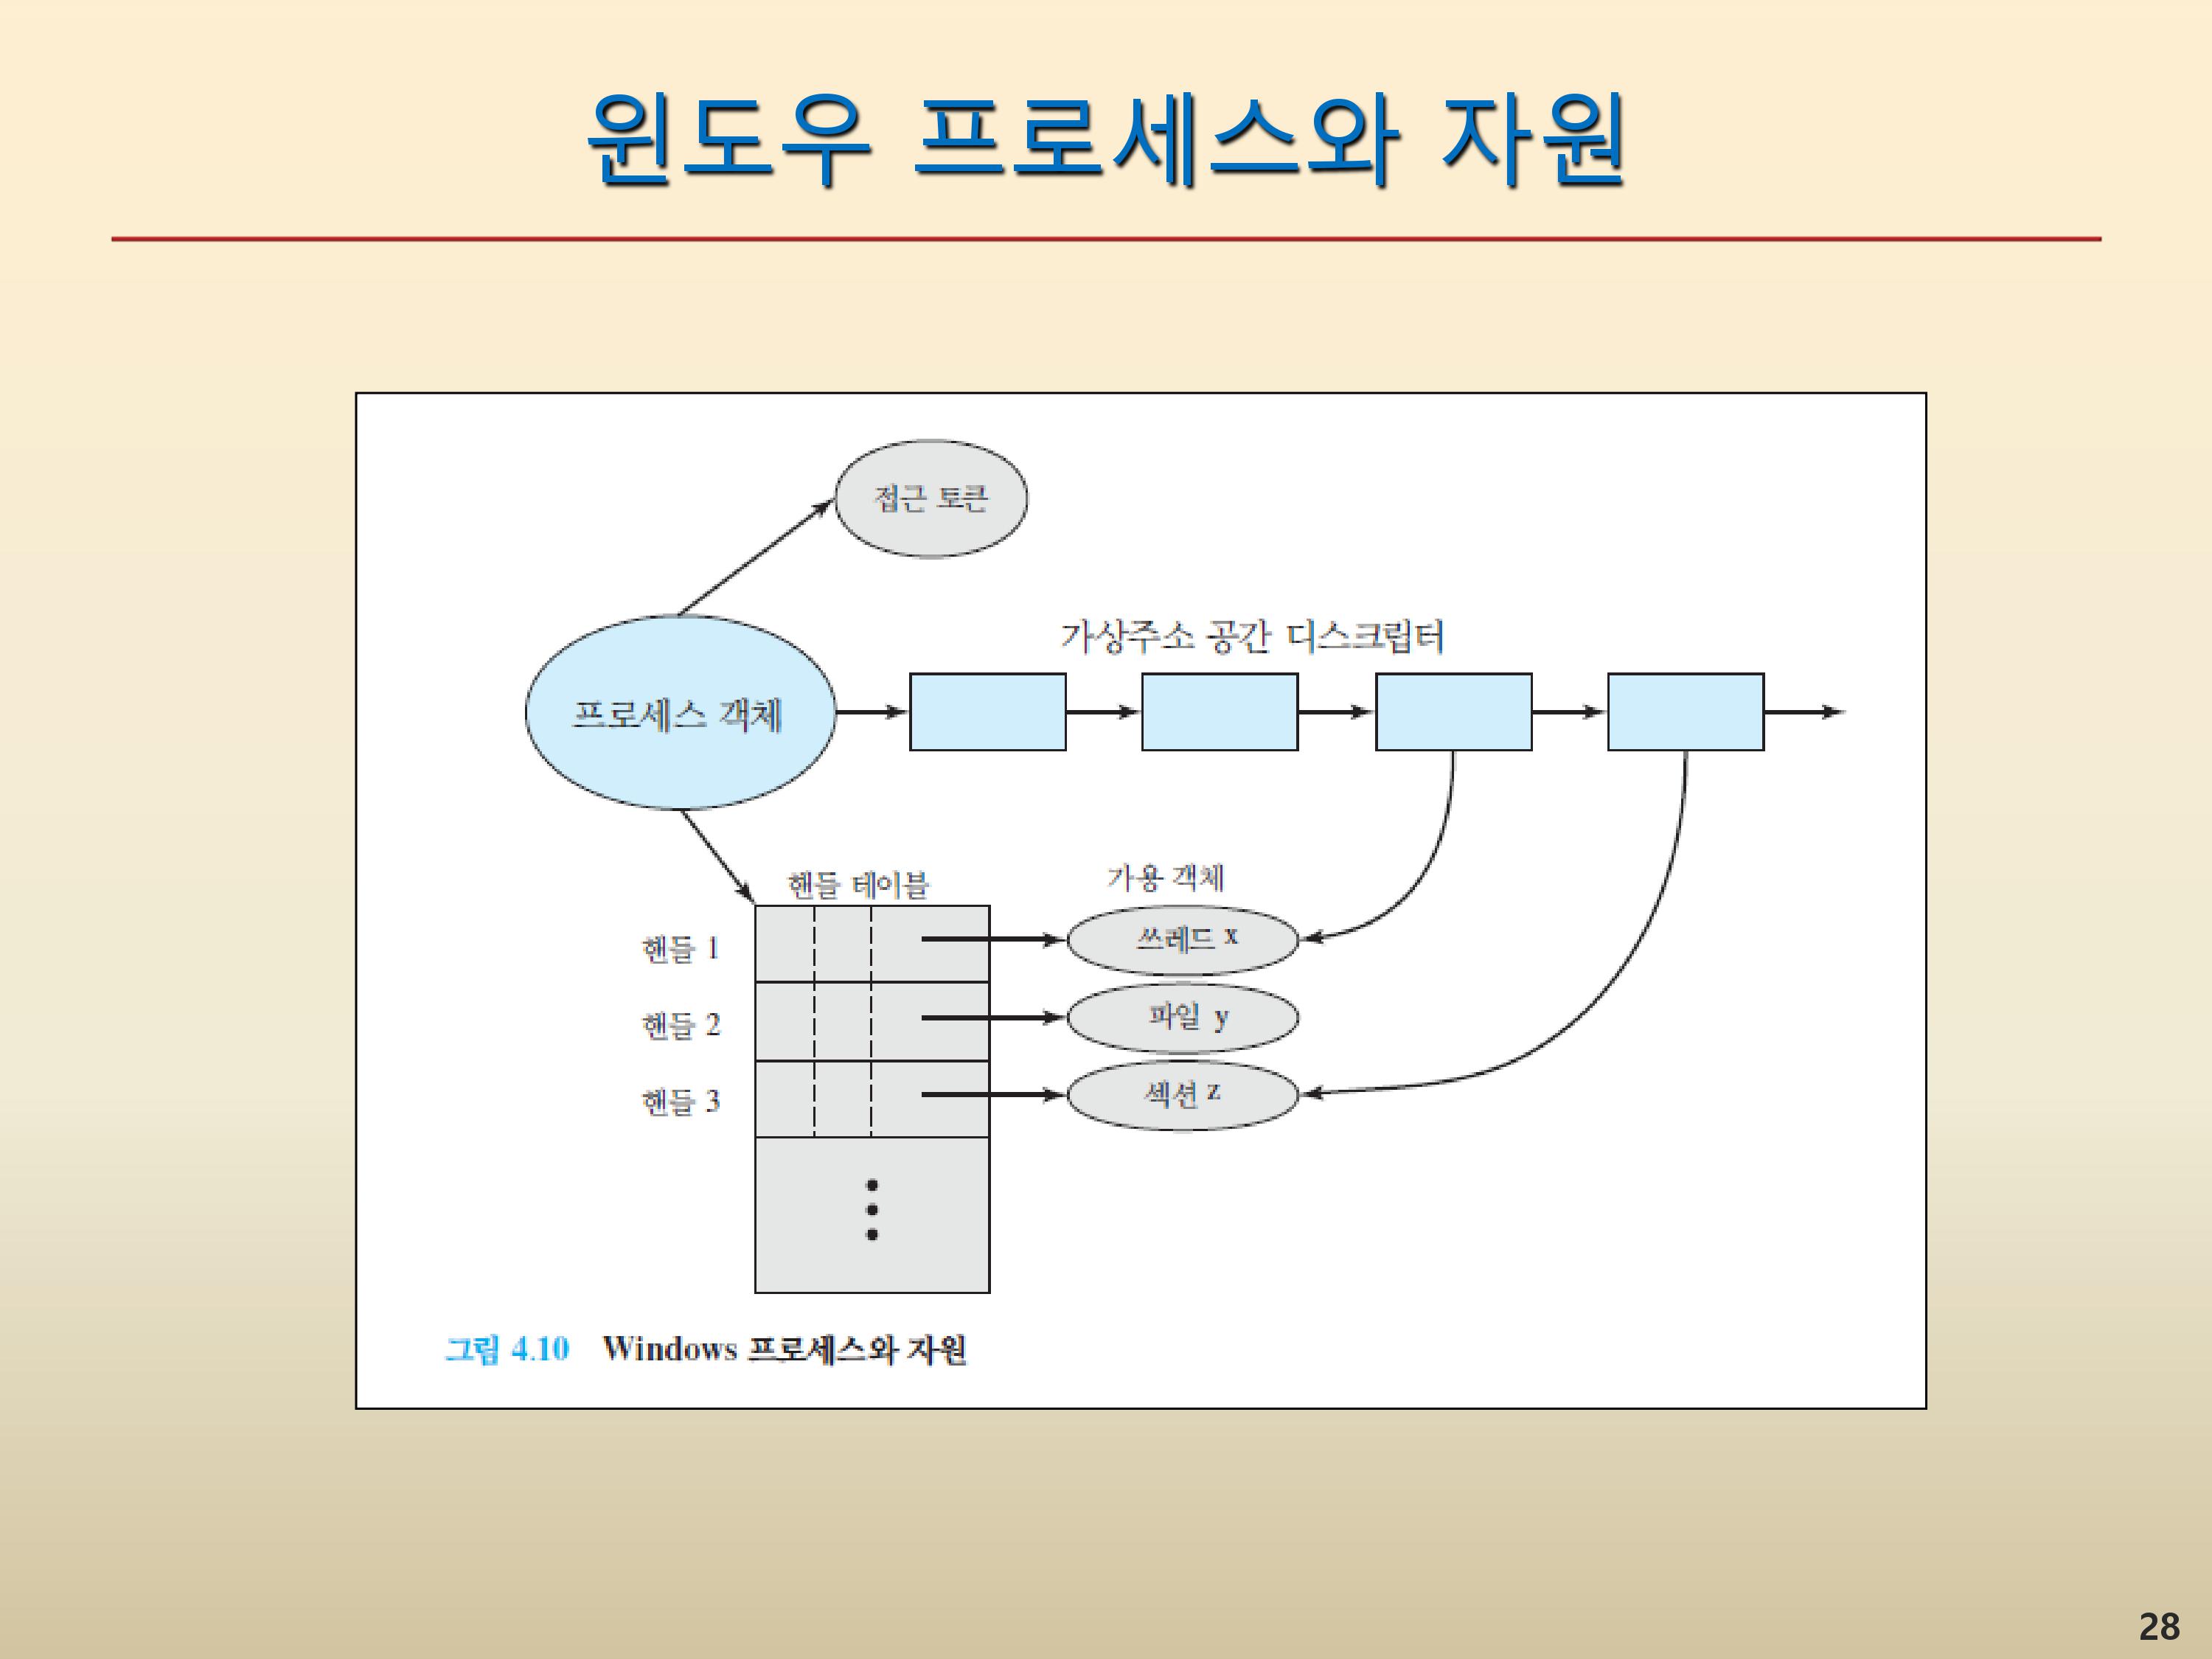 윈도우 프로세스와 자원
접근 토큰
가상주소 공간 디스크립터
프로세스 객체
핸들 테이블
가용 객체
핸들 1
쓰레드 x
핸들 2
파일 y
핸들 3
섹션 z
그림 4.10 Windows 프로세스와 자원
28